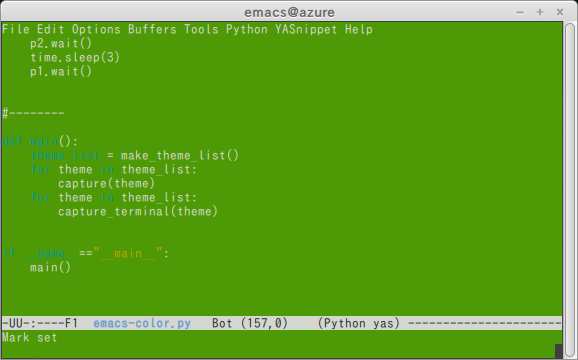 emacs@azure
File Edit Options Buffers Tools Python YASnippet Help
    p2.wait()
    time.sleep(3)
    p1.wait()
#--------
def main():
    theme_list = make_theme_list()
    for theme in theme_list:
        capture(theme)
    for theme in theme_list:
        capture_terminal(theme)
if __name__ =="__main__":
    main()
-UU-:----F1  emacs-color.py   Bot (157,0)    (Python yas) ----------------------
Mark set